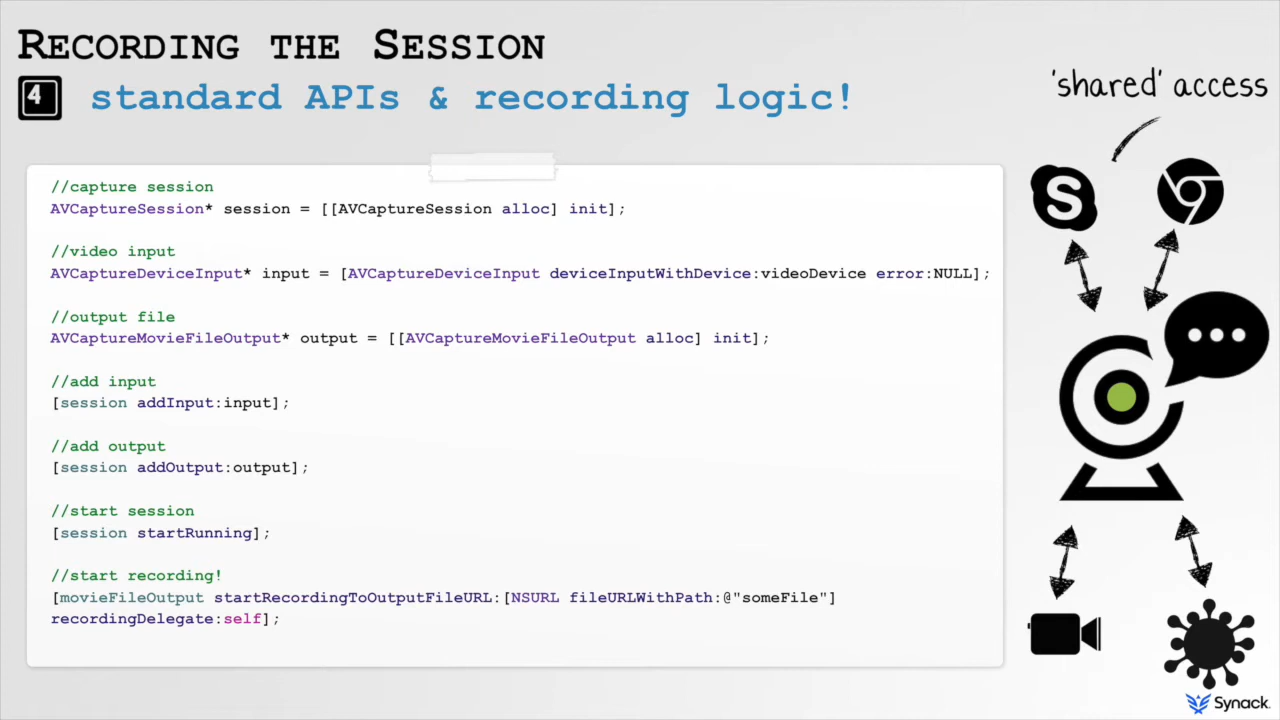 RECORDING THE SESSION
4 standard APIs & recording logic!
'shared' access
//capture session
AVCaptureSession* session = [[AVCaptureSession alloc] init];
//video input
AVCaptureDeviceInput* input = [AVCaptureDeviceInput deviceInputWithDevice:videoDevice error:NULL];
//output file
AVCaptureMovieFileOutput* output = [[AVCaptureMovieFileOutput alloc] init];
//add input
[session addInput:input];
//add output
[session addOutput:output];
//start session
[session startRunning];
//start recording!
[movieFileOutput startRecordingToOutputFileURL:[NSURL fileURLWithPath:@"someFile"]
recordingDelegate:self];
S
Synack.